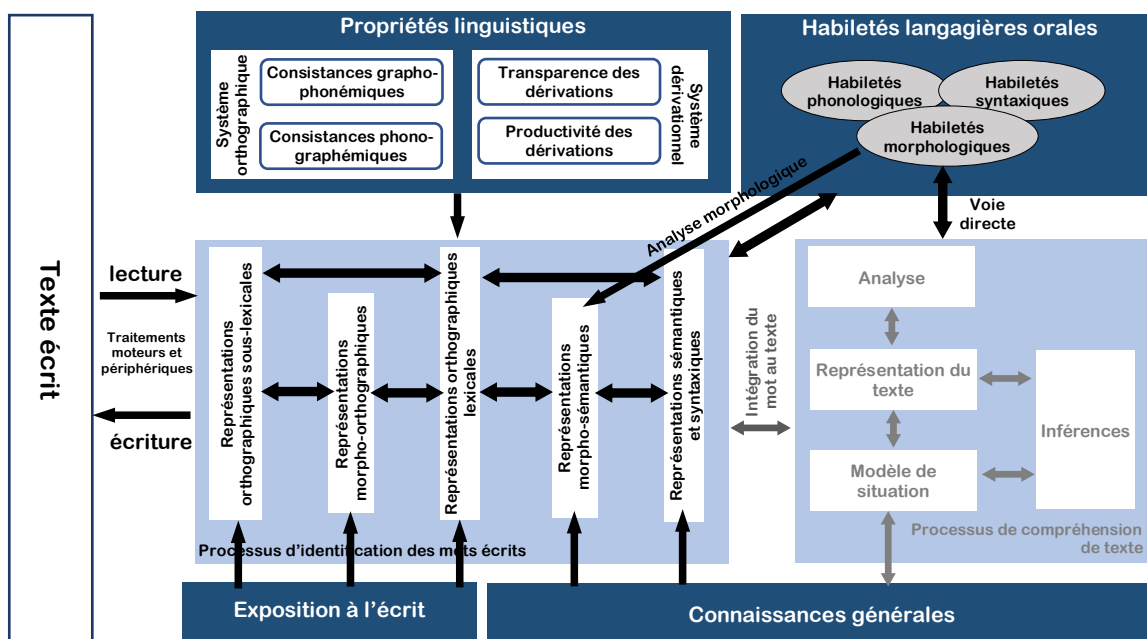 Propriétés linguistiques
Système
orthographique
Consistances grapho-
phonémiques
Consistances phono-
graphémiques
Transparence des
dérivations
Productivité des
dérivations
Système
dérivationnel
Habiletés langagières orales
Habiletés
phonologiques
Habiletés
syntaxiques
Habiletés
morphologiques
Analyse morphologique
Voie
directe
Texte écrit
lecture
Traitements
moteurs et
périphériques
écriture
Représentations
orthographiques sous-lexicales
Représentations
morpho-orthographiques
Représentations orthographiques
lexicales
Représentations
morpho-sémantiques
Représentations sémantiques
et syntaxiques
Processus d'identification des mots écrits
Intégration du
mot au texte
Analyse
Représentation du
texte
Modèle de
situation
Inférences
Processus de compréhension
de texte
Exposition à l'écrit
Connaissances générales